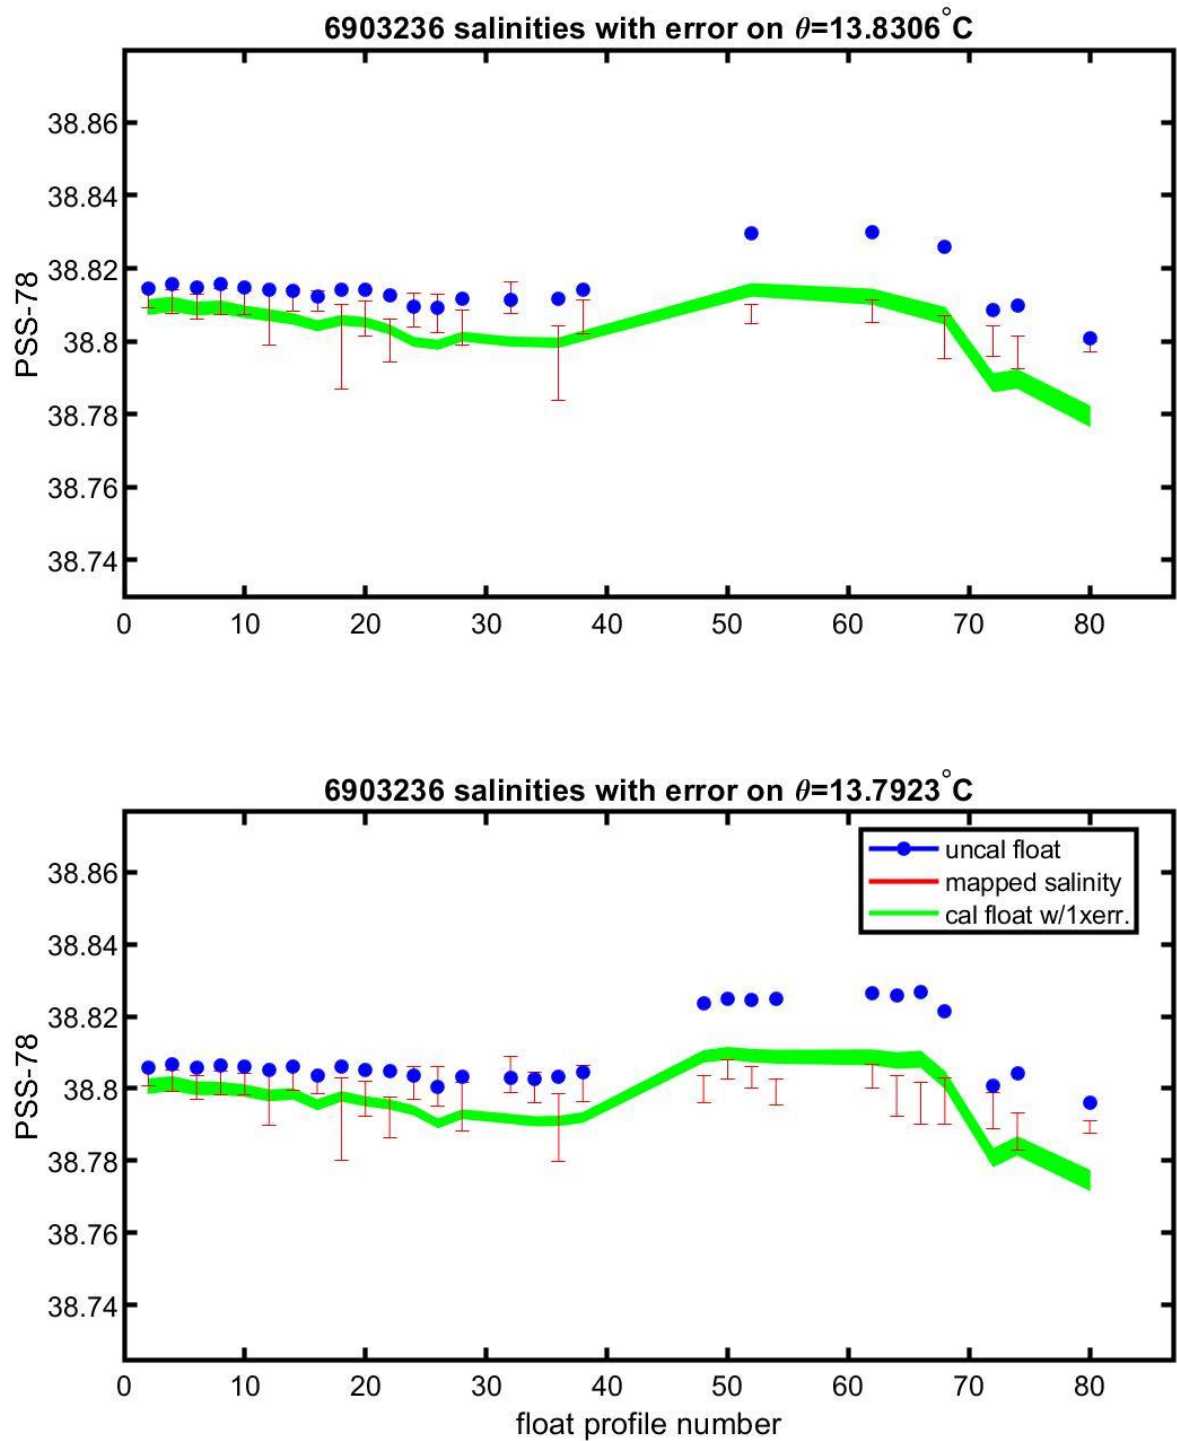 6903236 salinities with error on θ=13.8306°C
PSS-78
38.86
38.84
38.82
38.8
38.78
38.76
38.74
0 10 20 30 40 50 60 70 80
6903236 salinities with error on θ=13.7923°C
uncal float
mapped salinity
cal float w/1xerr.
PSS-78
38.86
38.84
38.82
38.8
38.78
38.76
38.74
0 10 20 30 40 50 60 70 80
float profile number